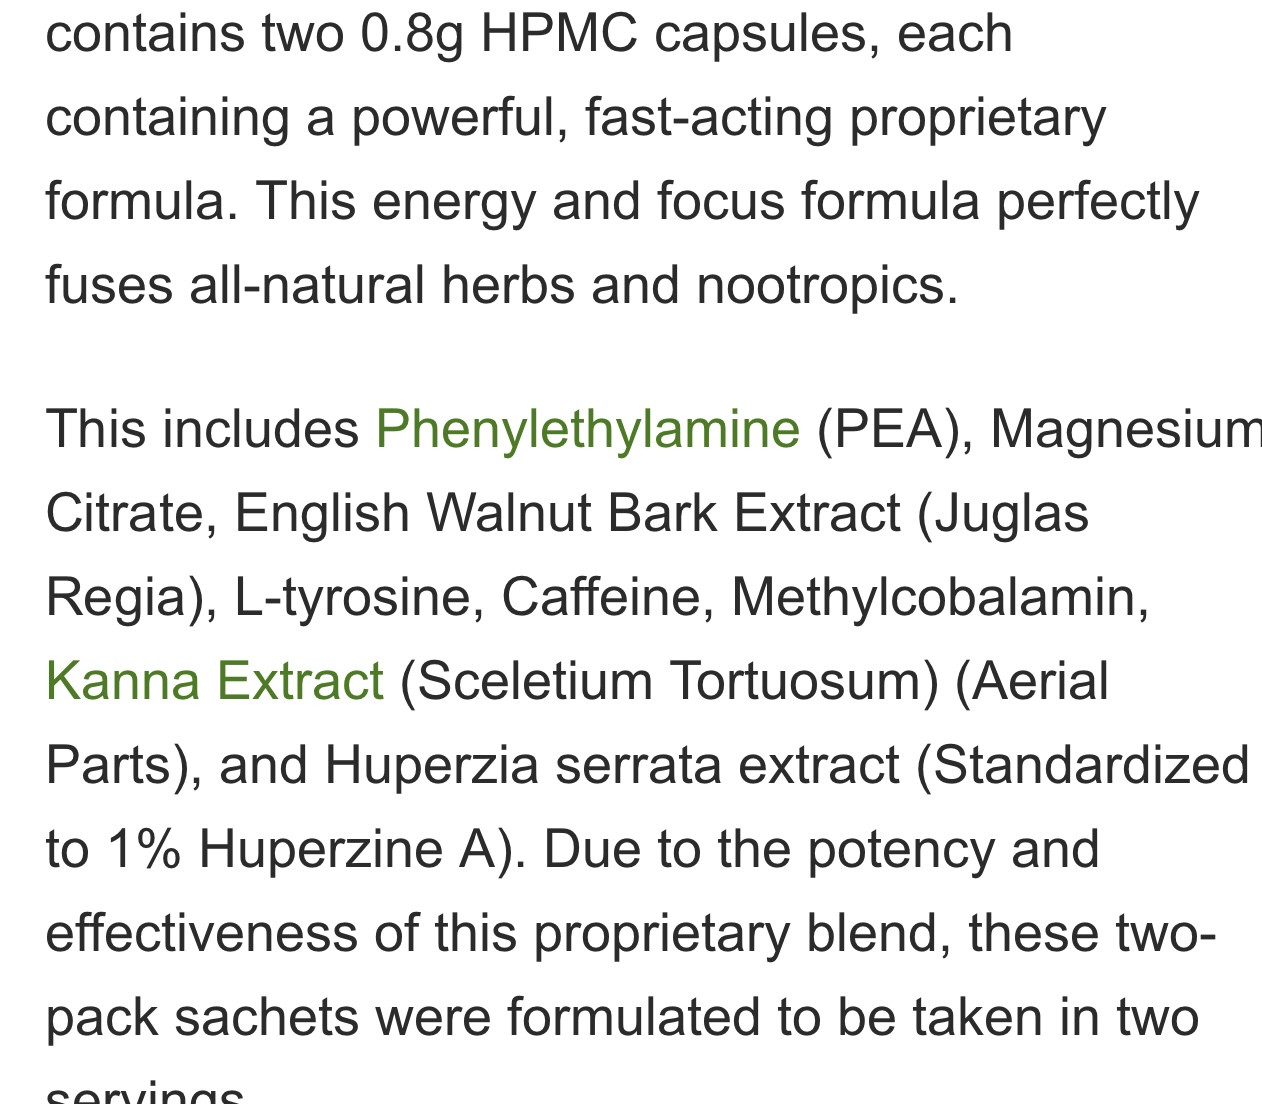 contains two 0.8g HPMC capsules, each
containing a powerful, fast-acting proprietary
formula. This energy and focus formula perfectly
fuses all-natural herbs and nootropics.
This includes Phenylethylamine (PEA), Magnesium
Citrate, English Walnut Bark Extract (Juglas
Regia), L-tyrosine, Caffeine, Methylcobalamin,
Kanna Extract (Sceletium Tortuosum) (Aerial
Parts), and Huperzia serrata extract (Standardized
to 1% Huperzine A). Due to the potency and
effectiveness of this proprietary blend, these two-
pack sachets were formulated to be taken in two
servings